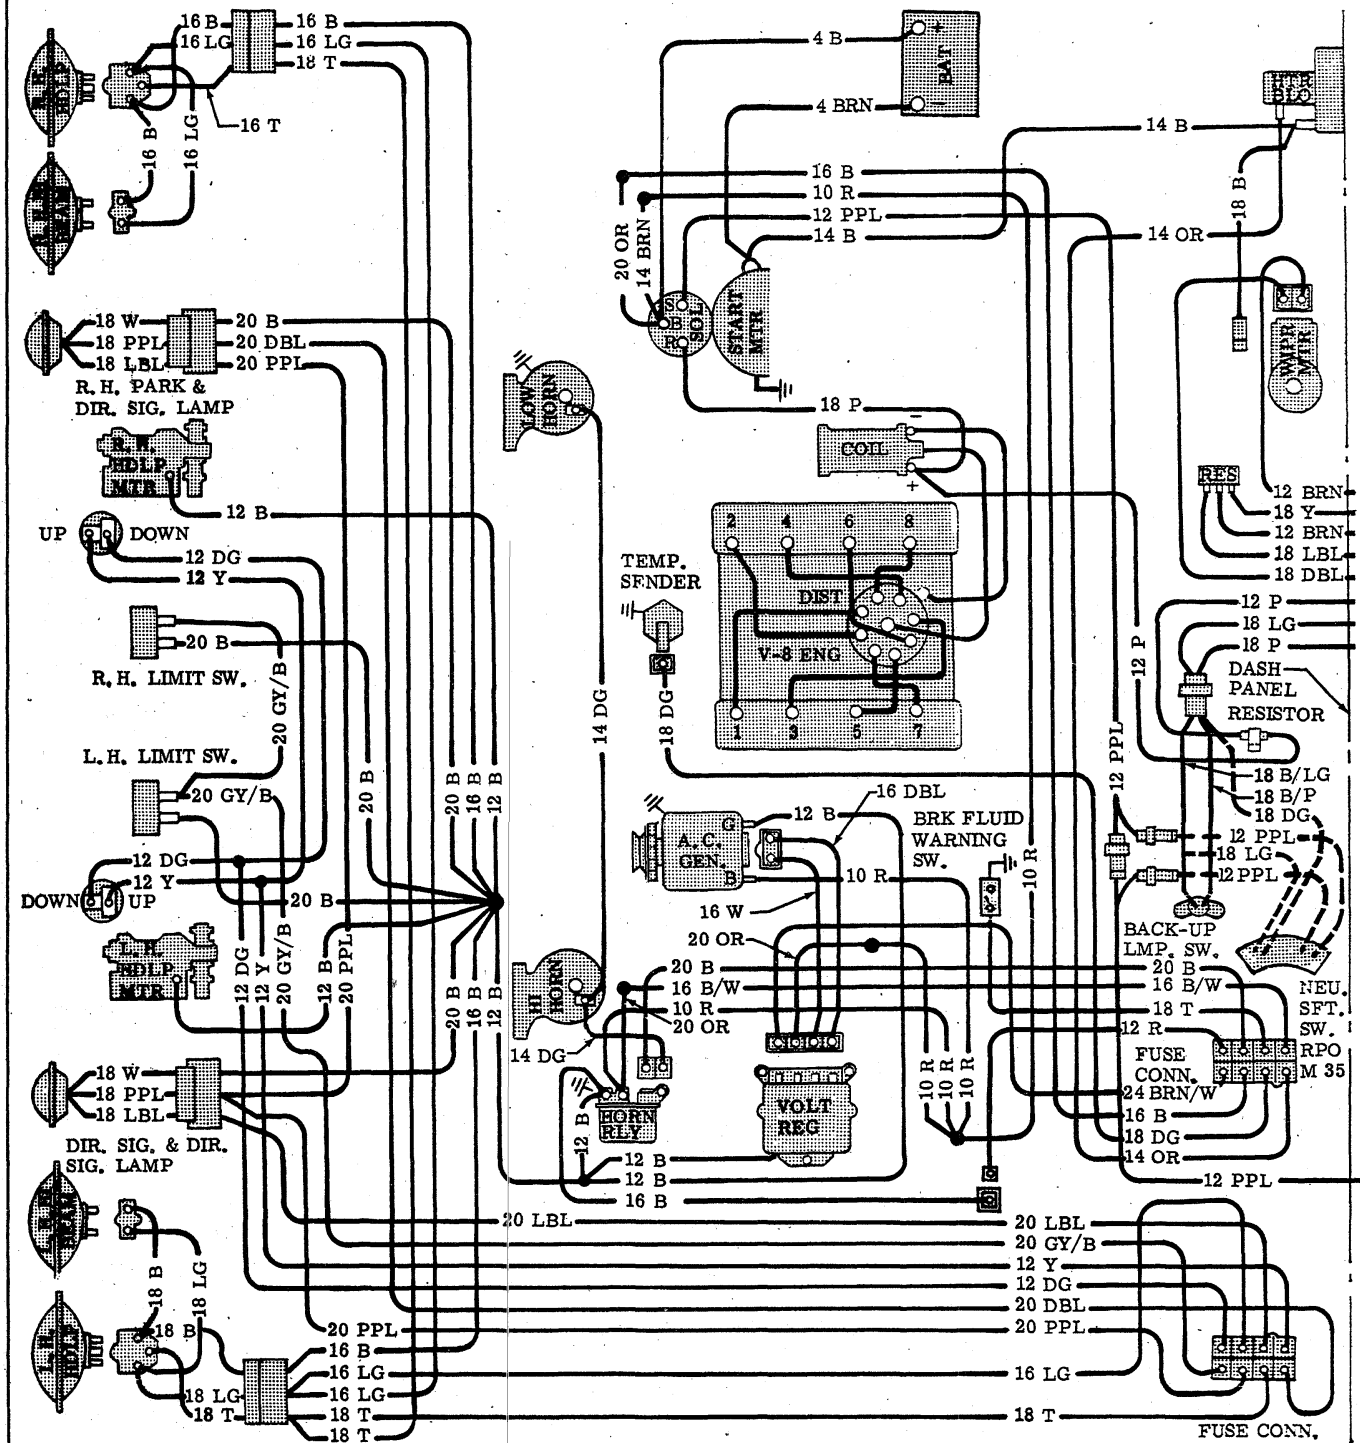 16 B
16 LG
16 B
16 LG
18 T
16 T
R. H. HDLP
16 B
16 LG
4 B
4 BRN
BAT
+
-
HTR
BLO
14 B
16 B
10 R
12 PPL
14 B
20 OR
14 BRN
18 B
14 OR
S
B
R
SOL
START
MTR
WIPR
MTR
18 W
18 PPL
18 LBL
20 B
20 DBL
20 PPL
R. H. PARK &
DIR. SIG. LAMP
LOW
HORN
R. H.
HDLP
MTR
12 B
18 P
COIL
-
+
RES
12 BRN
18 Y
12 BRN
18 LBL
18 DBL
UP
DOWN
12 DG
12 Y
2
4
6
8
DIST
V-8 ENG
1
3
5
7
TEMP.
SENDER
18 DG
14 DG
12 P
18 LG
18 P
12 P
DASH
PANEL
RESISTOR
20 B
R. H. LIMIT SW.
20 GY/B
L. H. LIMIT SW.
20 GY/B
20 B
20 B
16 B
12 B
12 PPL
18 B/LG
18 B/P
18 DG
12 PPL
18 LG
12 PPL
16 DBL
12 B
BRK FLUID
WARNING
SW.
G
A. C.
GEN.
B
10 R
10 R
16 W
20 OR
12 DG
12 Y
DOWN
UP
20 B
BACK-UP
LMP. SW.
L. H.
HDLP
MTR
12 DG
12 Y
20 GY/B
12 B
20 PPL
20 B
16 B
12 B
HI
HORN
20 B
16 B/W
10 R
20 OR
14 DG
20 B
16 B/W
18 T
12 R
NEU.
SFT.
SW.
RPO
M 35
FUSE
CONN.
24 BRN/W
16 B
18 DG
14 OR
18 W
18 PPL
18 LBL
DIR. SIG. & DIR.
SIG. LAMP
12 B
HORN
RLY
VOLT
REG
10 R
10 R
10 R
12 B
12 B
16 B
12 PPL
20 LBL
20 LBL
20 GY/B
12 Y
12 DG
20 DBL
20 PPL
18 B
18 LG
L. H. HDLP
18 B
18 LG
18 T
20 PPL
16 B
16 LG
16 LG
18 T
18 T
16 LG
18 T
FUSE CONN.